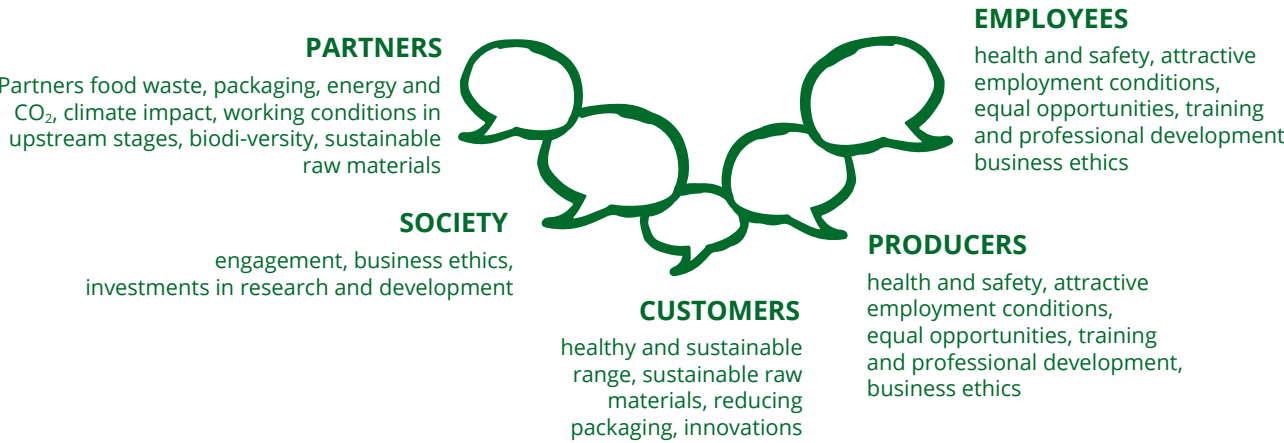 PARTNERS
Partners food waste, packaging, energy and
CO₂, climate impact, working conditions in
upstream stages, biodi-versity, sustainable
raw materials
SOCIETY
engagement, business ethics,
investments in research and development
CUSTOMERS
healthy and sustainable
range, sustainable raw
materials, reducing
packaging, innovations
PRODUCERS
health and safety, attractive
employment conditions,
equal opportunities, training
and professional development,
business ethics
EMPLOYEES
health and safety, attractive
employment conditions,
equal opportunities, training
and professional development
business ethics